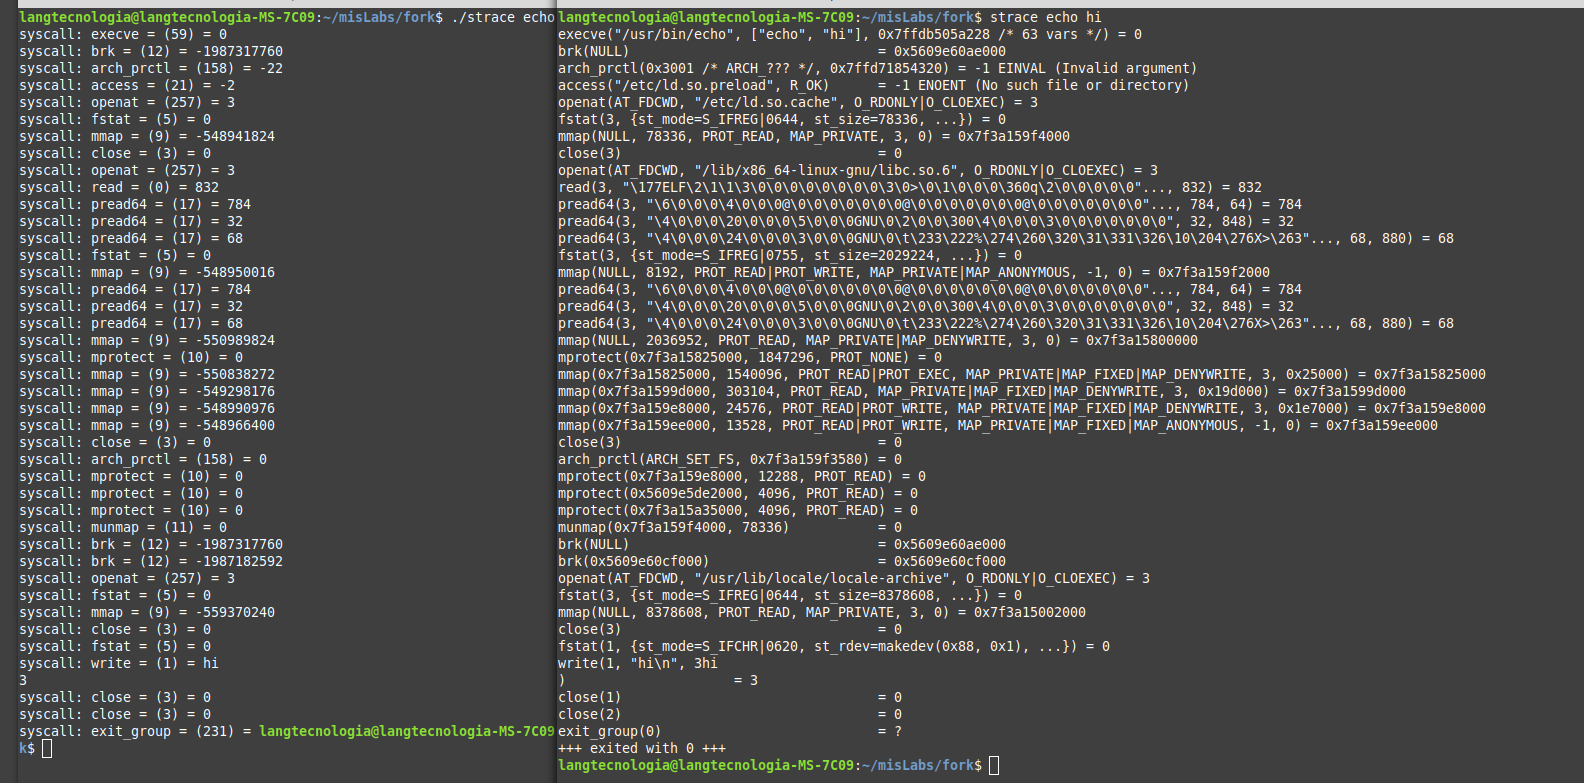 langtecnologia@langtecnologia-MS-7C09:~/misLabs/fork$ ./strace echo
syscall: execve = (59) = 0
syscall: brk = (12) = -1987317760
syscall: arch_prctl = (158) = -22
syscall: access = (21) = -2
syscall: openat = (257) = 3
syscall: fstat = (5) = 0
syscall: mmap = (9) = -548941824
syscall: close = (3) = 0
syscall: openat = (257) = 3
syscall: read = (0) = 832
syscall: pread64 = (17) = 784
syscall: pread64 = (17) = 32
syscall: pread64 = (17) = 68
syscall: fstat = (5) = 0
syscall: mmap = (9) = -548950016
syscall: pread64 = (17) = 784
syscall: pread64 = (17) = 32
syscall: pread64 = (17) = 68
syscall: mmap = (9) = -550989824
syscall: mprotect = (10) = 0
syscall: mmap = (9) = -550838272
syscall: mmap = (9) = -549298176
syscall: mmap = (9) = -548990976
syscall: mmap = (9) = -548966400
syscall: close = (3) = 0
syscall: arch_prctl = (158) = 0
syscall: mprotect = (10) = 0
syscall: mprotect = (10) = 0
syscall: mprotect = (10) = 0
syscall: munmap = (11) = 0
syscall: brk = (12) = -1987317760
syscall: brk = (12) = -1987182592
syscall: openat = (257) = 3
syscall: fstat = (5) = 0
syscall: mmap = (9) = -559370240
syscall: close = (3) = 0
syscall: fstat = (5) = 0
syscall: write = (1) = hi
3
syscall: close = (3) = 0
syscall: close = (3) = 0
syscall: exit_group = (231) = langtecnologia@langtecnologia-MS-7C09
k$
langtecnologia@langtecnologia-MS-7C09:~/misLabs/fork$ strace echo hi
execve("/usr/bin/echo", ["echo", "hi"], 0x7ffdb505a228 /* 63 vars */) = 0
brk(NULL) = 0x5609e60ae000
arch_prctl(0x3001 /* ARCH_??? */, 0x7ffd71854320) = -1 EINVAL (Invalid argument)
access("/etc/ld.so.preload", R_OK) = -1 ENOENT (No such file or directory)
openat(AT_FDCWD, "/etc/ld.so.cache", O_RDONLY|O_CLOEXEC) = 3
fstat(3, {st_mode=S_IFREG|0644, st_size=78336, ...}) = 0
mmap(NULL, 78336, PROT_READ, MAP_PRIVATE, 3, 0) = 0x7f3a159f4000
close(3) = 0
openat(AT_FDCWD, "/lib/x86_64-linux-gnu/libc.so.6", O_RDONLY|O_CLOEXEC) = 3
read(3, "\177ELF\2\1\1\3\0\0\0\0\0\0\0\0\3\0>\0\1\0\0\0\360q\2\0\0\0\0\0"..., 832) = 832
pread64(3, "\6\0\0\0\4\0\0\0@\0\0\0\0\0\0\0@\0\0\0\0\0\0\0@\0\0\0\0\0\0\0"..., 784, 64) = 784
pread64(3, "\4\0\0\0\20\0\0\0\5\0\0\0GNU\0\2\0\0\300\4\0\0\0\3\0\0\0\0\0\0\0", 32, 848) = 32
pread64(3, "\4\0\0\0\24\0\0\0\3\0\0\0GNU\0\t\233\222%\274\260\320\31\331\326\10\204\276X>\263"..., 68, 880) = 68
fstat(3, {st_mode=S_IFREG|0755, st_size=2029224, ...}) = 0
mmap(NULL, 8192, PROT_READ|PROT_WRITE, MAP_PRIVATE|MAP_ANONYMOUS, -1, 0) = 0x7f3a159f2000
pread64(3, "\6\0\0\0\4\0\0\0@\0\0\0\0\0\0\0@\0\0\0\0\0\0\0@\0\0\0\0\0\0\0"..., 784, 64) = 784
pread64(3, "\4\0\0\0\20\0\0\0\5\0\0\0GNU\0\2\0\0\300\4\0\0\0\3\0\0\0\0\0\0\0", 32, 848) = 32
pread64(3, "\4\0\0\0\24\0\0\0\3\0\0\0GNU\0\t\233\222%\274\260\320\31\331\326\10\204\276X>\263"..., 68, 880) = 68
mmap(NULL, 2036952, PROT_READ, MAP_PRIVATE|MAP_DENYWRITE, 3, 0) = 0x7f3a15800000
mprotect(0x7f3a15825000, 1847296, PROT_NONE) = 0
mmap(0x7f3a15825000, 1540096, PROT_READ|PROT_EXEC, MAP_PRIVATE|MAP_FIXED|MAP_DENYWRITE, 3, 0x25000) = 0x7f3a15825000
mmap(0x7f3a1599d000, 303104, PROT_READ, MAP_PRIVATE|MAP_FIXED|MAP_DENYWRITE, 3, 0x19d000) = 0x7f3a1599d000
mmap(0x7f3a159e8000, 24576, PROT_READ|PROT_WRITE, MAP_PRIVATE|MAP_FIXED|MAP_DENYWRITE, 3, 0x1e7000) = 0x7f3a159e8000
mmap(0x7f3a159ee000, 13528, PROT_READ|PROT_WRITE, MAP_PRIVATE|MAP_FIXED|MAP_ANONYMOUS, -1, 0) = 0x7f3a159ee000
close(3) = 0
arch_prctl(ARCH_SET_FS, 0x7f3a159f3580) = 0
mprotect(0x7f3a159e8000, 12288, PROT_READ) = 0
mprotect(0x5609e5de2000, 4096, PROT_READ) = 0
mprotect(0x7f3a15a35000, 4096, PROT_READ) = 0
munmap(0x7f3a159f4000, 78336) = 0
brk(NULL) = 0x5609e60ae000
brk(0x5609e60cf000) = 0x5609e60cf000
openat(AT_FDCWD, "/usr/lib/locale/locale-archive", O_RDONLY|O_CLOEXEC) = 3
fstat(3, {st_mode=S_IFREG|0644, st_size=8378608, ...}) = 0
mmap(NULL, 8378608, PROT_READ, MAP_PRIVATE, 3, 0) = 0x7f3a15002000
close(3) = 0
fstat(1, {st_mode=S_IFCHR|0620, st_rdev=makedev(0x88, 0x1), ...}) = 0
write(1, "hi\n", 3hi
) = 3
close(1) = 0
close(2) = 0
exit_group(0) = ?
+++ exited with 0 +++
langtecnologia@langtecnologia-MS-7C09:~/misLabs/fork$